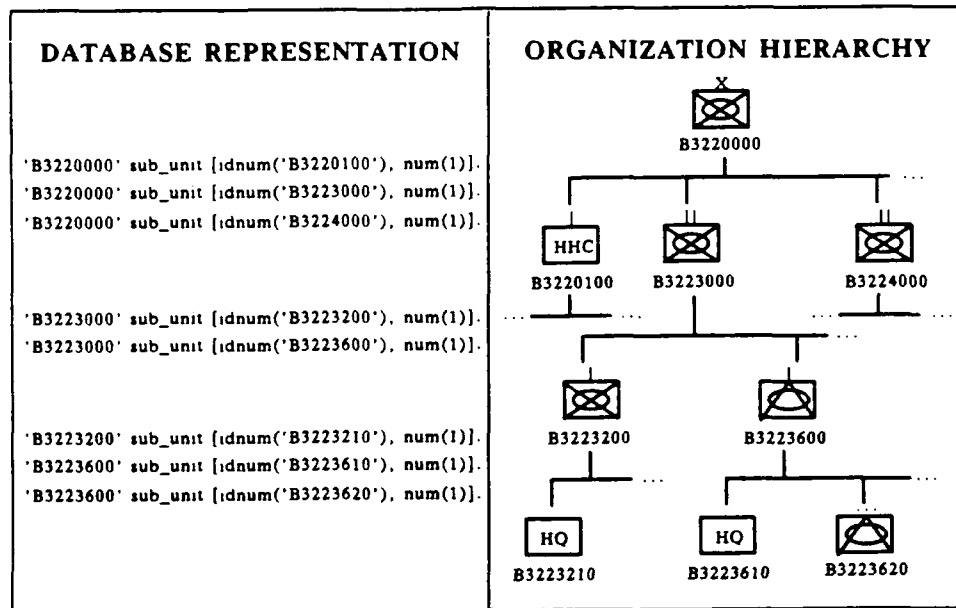 DATABASE REPRESENTATION
'B3220000' sub_unit [idnum('B3220100'), num(1)].
'B3220000' sub_unit [idnum('B3223000'), num(1)].
'B3220000' sub_unit [idnum('B3224000'), num(1)].
'B3223000' sub_unit [idnum('B3223200'), num(1)].
'B3223000' sub_unit [idnum('B3223600'), num(1)].
'B3223200' sub_unit [idnum('B3223210'), num(1)].
'B3223600' sub_unit [idnum('B3223610'), num(1)].
'B3223600' sub_unit [idnum('B3223620'), num(1)].
ORGANIZATION HIERARCHY
X
B3220000
....
HHC
B3220100 B3223000 B3224000
.... .... .... ....
....
B3223200 B3223600
.... ....
....
HQ HQ
B3223210 B3223610 B3223620